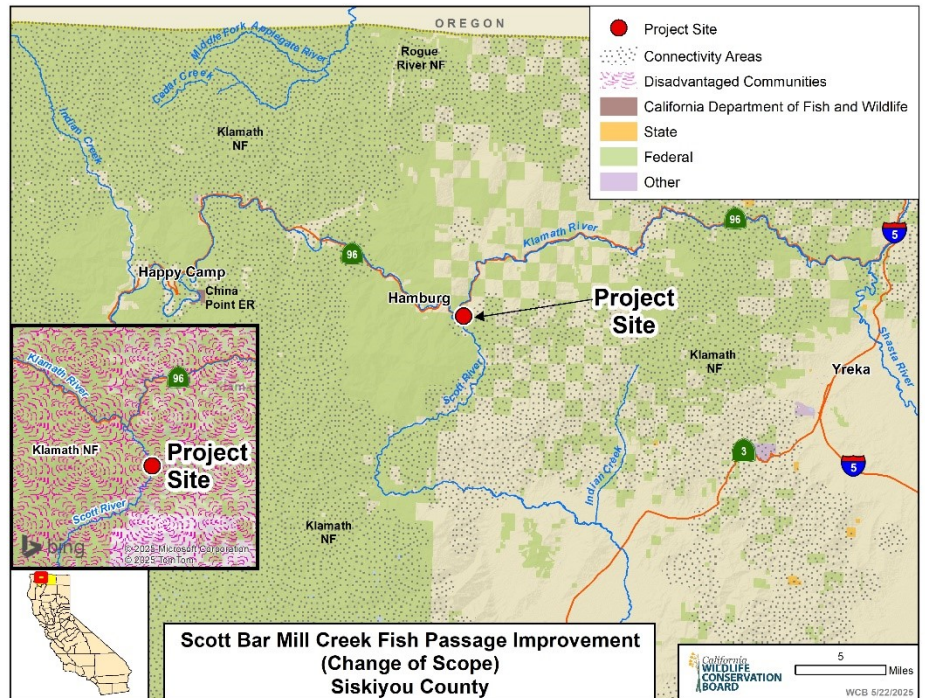 OREGON
Middle Fork Applegate River
Cedar Creek
Rogue
River NF
Indian Creek
Klamath
NF
Project Site
Connectivity Areas
Disadvantaged Communities
California Department of Fish and Wildlife
State
Federal
Other
96
5
Klamath River
96
Happy Camp
China
Point ER
Hamburg
Project
Site
Scott River
Klamath
NF
Shasta River
Yreka
Indian Creek
3
5
Klamath
NF
Klamath River
96
Klamath NF
Project
Site
Scott River
bing
© 2025 Microsoft Corporation
© 2025 TomTom
Scott Bar Mill Creek Fish Passage Improvement
(Change of Scope)
Siskiyou County
California
WILDLIFE
CONSERVATION
BOARD
5
Miles
WCB 5/22/2025